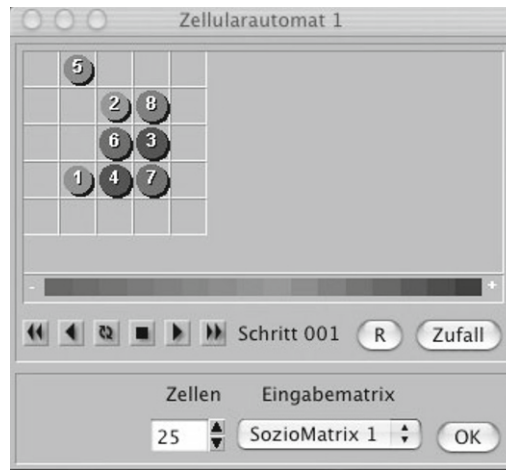 Zellularautomat 1
5
2 8
6 3
1 4 7
- +
Schritt 001 R Zufall
Zellen Eingabematrix
25 SozioMatrix 1 OK